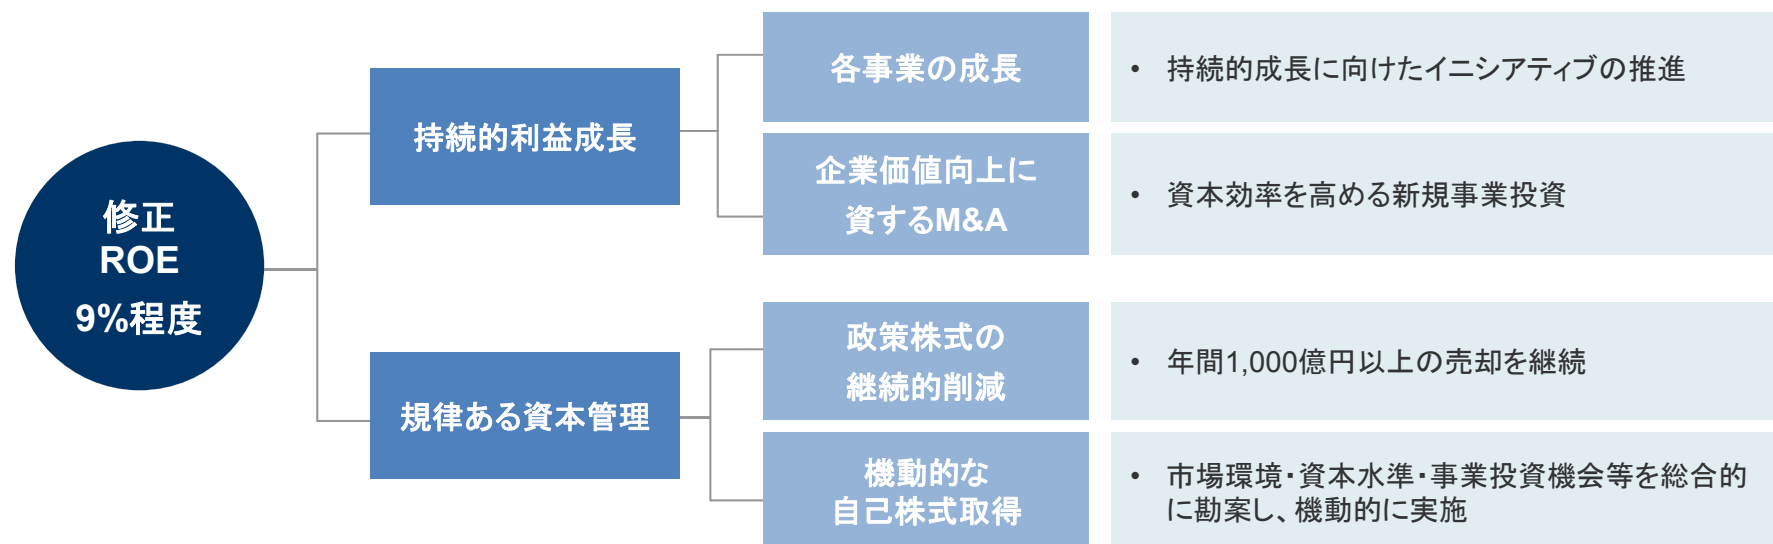 修正
ROE
9%程度
持続的利益成長
各事業の成長
• 持続的成長に向けたイニシアティブの推進
企業価値向上に
資するM&A
• 資本効率を高める新規事業投資
規律ある資本管理
政策株式の
継続的削減
• 年間1,000億円以上の売却を継続
機動的な
自己株式取得
• 市場環境・資本水準・事業投資機会等を総合的
に勘案し、機動的に実施